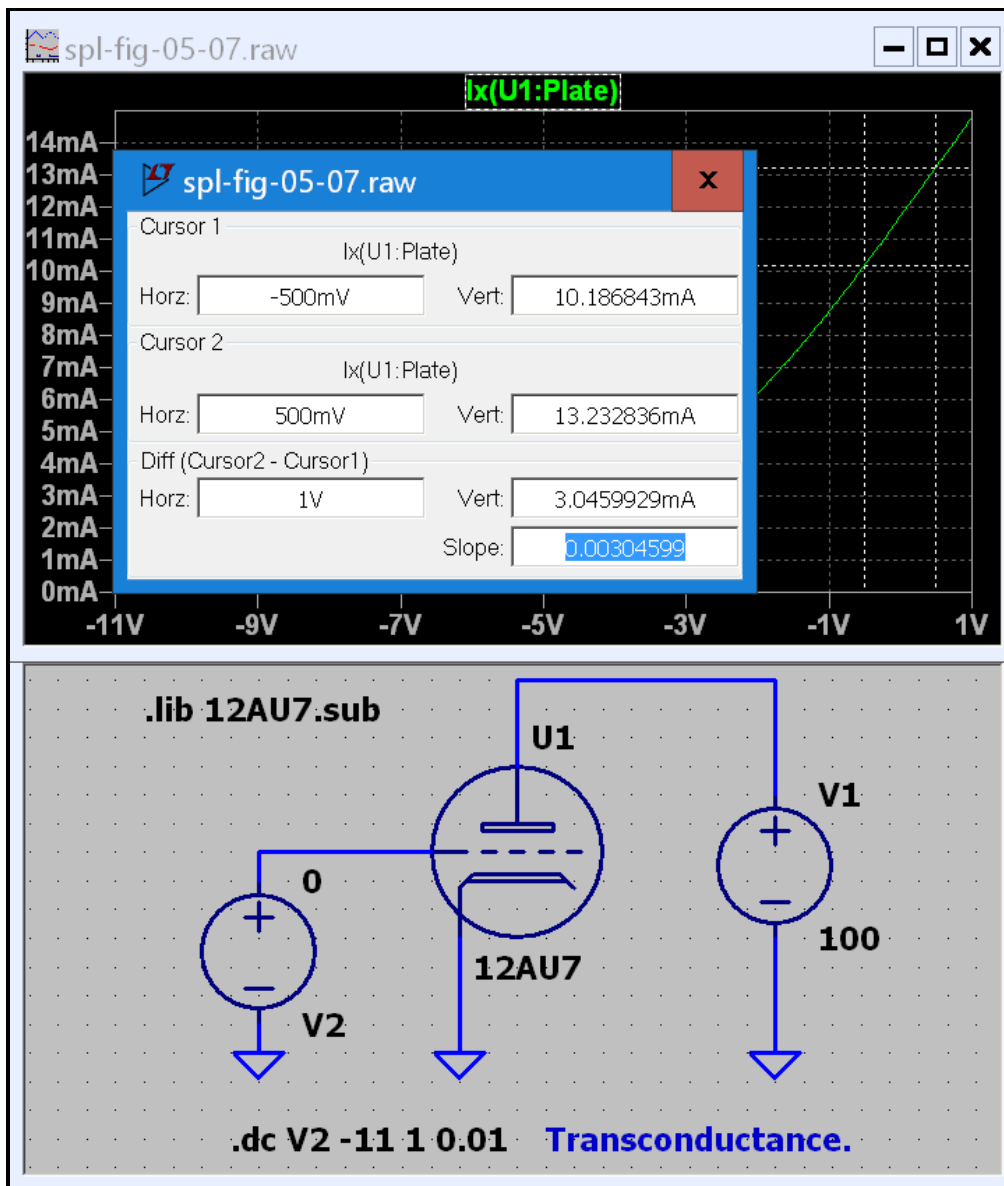 spl-fig-05-07.raw
Ix(U1:Plate)
14mA
13mA
12mA
11mA
10mA
9mA
8mA
7mA
6mA
5mA
4mA
3mA
2mA
1mA
0mA
spl-fig-05-07.raw
x
Cursor 1
Ix(U1:Plate)
Horz: -500mV Vert: 10.186843mA
Cursor 2
Ix(U1:Plate)
Horz: 500mV Vert: 13.232836mA
Diff (Cursor2 - Cursor1)
Horz: 1V Vert: 3.0459929mA
Slope: 0.00304599
-11V -9V -7V -5V -3V -1V 1V
.lib 12AU7.sub
U1
V1
0
100
12AU7
V2
.dc V2 -11 1 0.01 Transconductance.